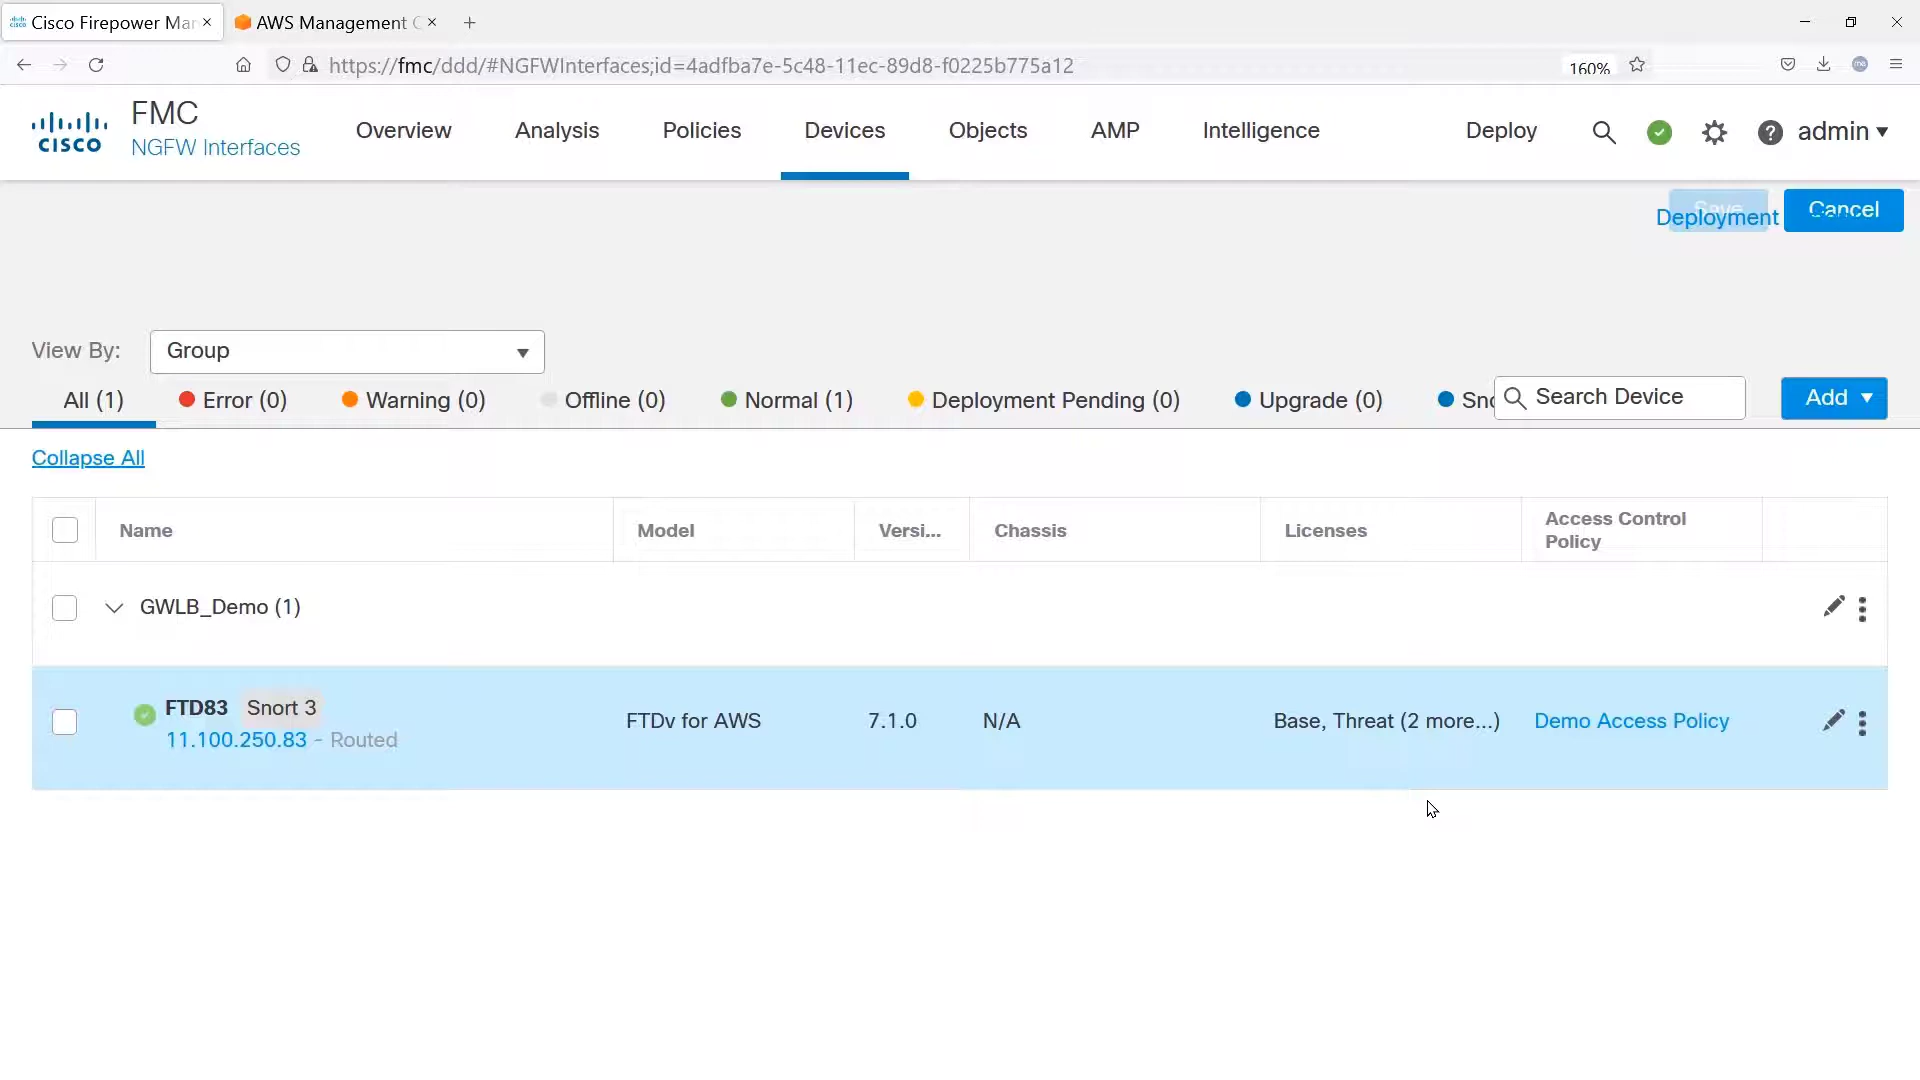 Cisco Firepower Mar
AWS Management C
https://fmc/ddd/#NGFWInterfaces;id=4adfba7e-5c48-11ec-89d8-f0225b775a12
160%
CISCO
FMC
NGFW Interfaces
Overview
Analysis
Policies
Devices
Objects
AMP
Intelligence
Deploy
admin
Save
Deployment
Cancel
View By:
Group
All (1)
Error (0)
Warning (0)
Offline (0)
Normal (1)
Deployment Pending (0)
Upgrade (0)
Sno
Search Device
Add
Collapse All
Name
Model
Versi...
Chassis
Licenses
Access Control
Policy
GWLB_Demo (1)
FTD83 Snort 3
11.100.250.83 - Routed
FTDv for AWS
7.1.0
N/A
Base, Threat (2 more...)
Demo Access Policy